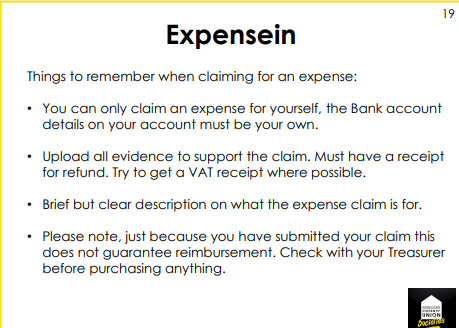 19
Expensein
Things to remember when claiming for an expense:
• You can only claim an expense for yourself, the Bank account
details on your account must be your own.
• Upload all evidence to support the claim. Must have a receipt
for refund. Try to get a VAT receipt where possible.
• Brief but clear description on what the expense claim is for.
• Please note, just because you have submitted your claim this
does not guarantee reimbursement. Check with your Treasurer
before purchasing anything.
UNION
Societies